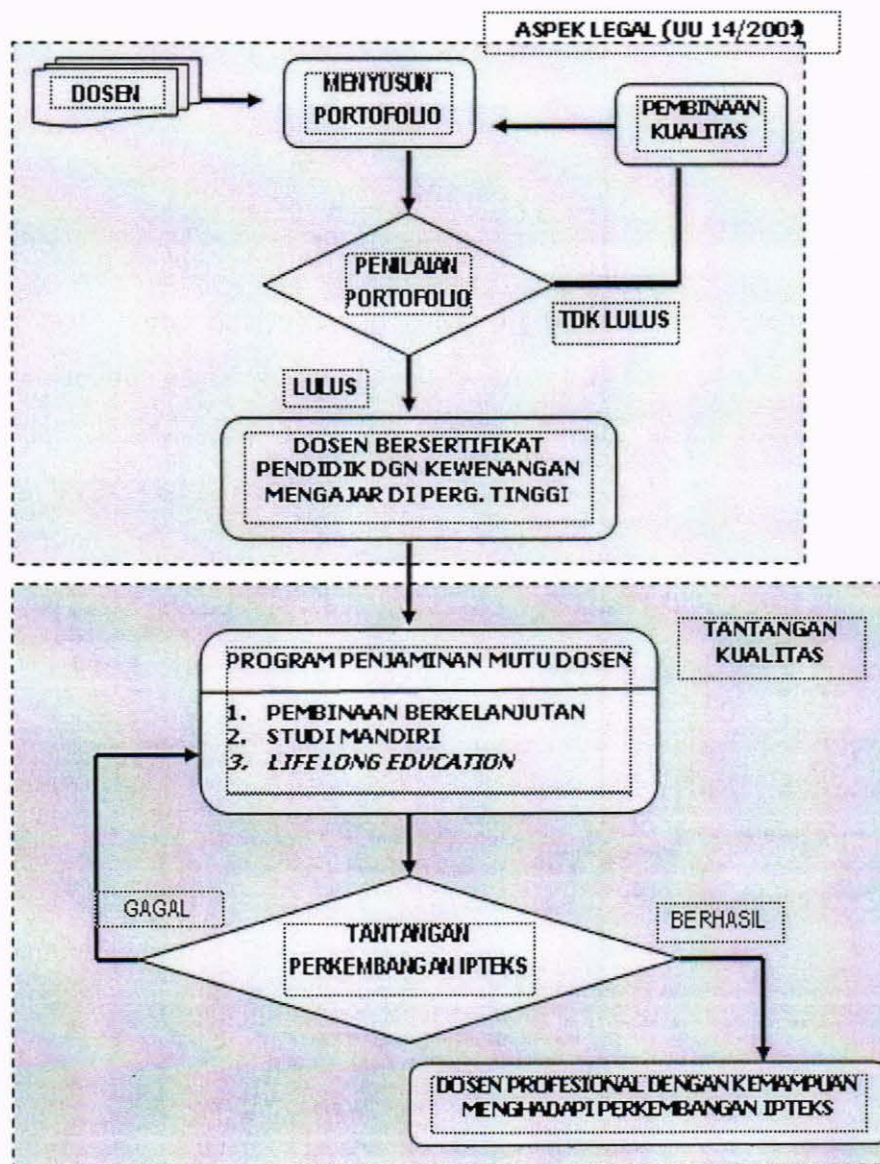 ASPEK LEGAL (UU 14/2005)
DOSEN
MENYUSUN
PORTOFOLIO
PEMBINAAN
KUALITAS
PENILAIAN
PORTOFOLIO
TDK LULUS
LULUS
DOSEN BERSERTIFIKAT
PENDIDIK DGN KEWENANGAN
MENGAJAR DI PERG. TINGGI
TANTANGAN
KUALITAS
PROGRAM PENJAMINAN MUTU DOSEN
1. PEMBINAAN BERKELANJUTAN
2. STUDI MANDIRI
3. LIFE LONG EDUCATION
GAGAL
BERHASIL
TANTANGAN
PERKEMBANGAN IPTEKS
DOSEN PROFESIONAL DENGAN KEMAMPUAN
MENGHADAPI PERKEMBANGAN IPTEKS